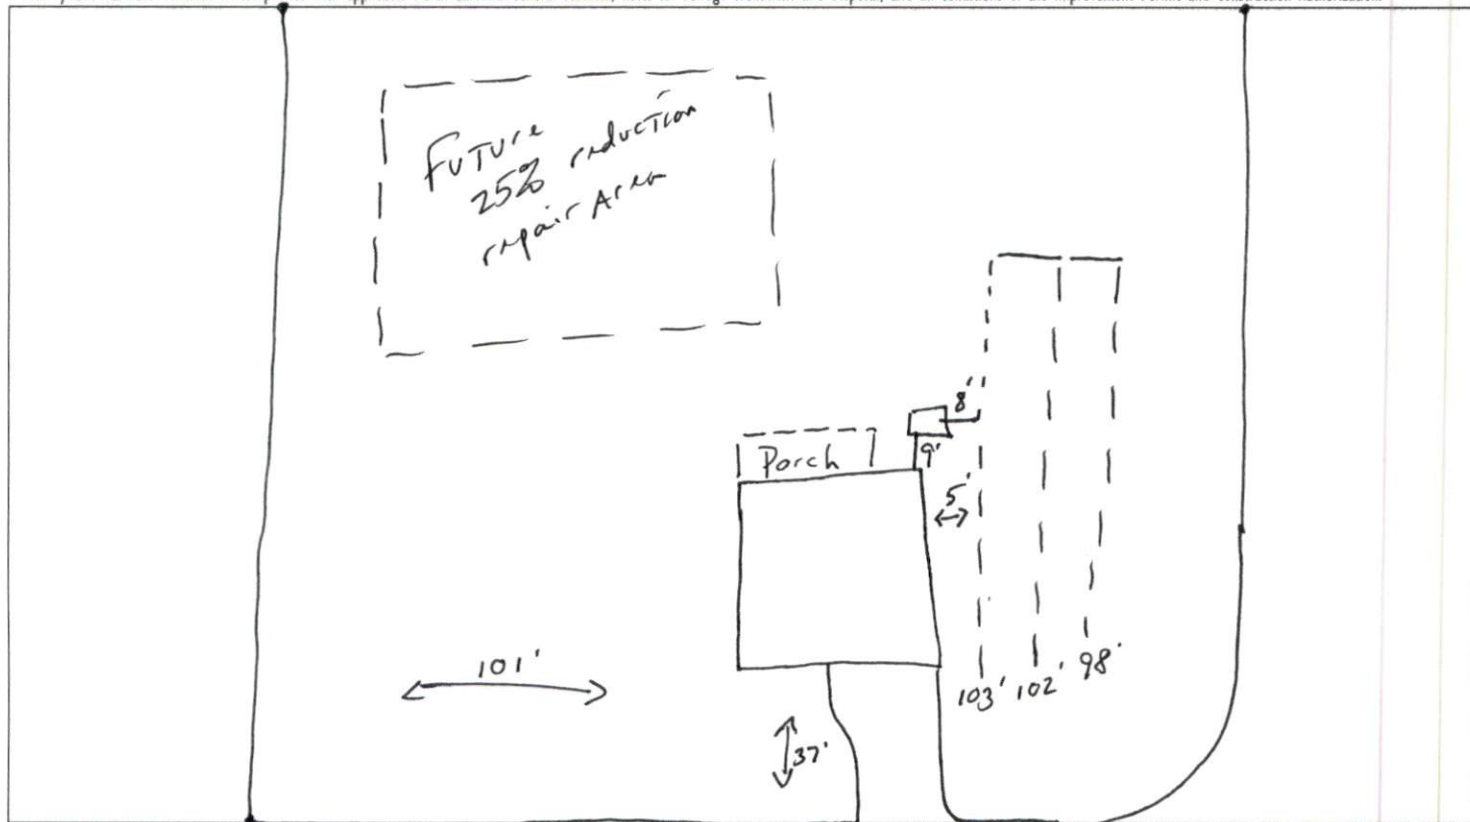 Future
25% reduction
repair Area
8'
9'
Porch
5'
101'
103' 102' 98'
37'